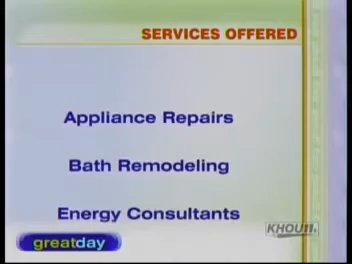 SERVICES OFFERED
Appliance Repairs
Bath Remodeling
Energy Consultants
KHOU11
greatday